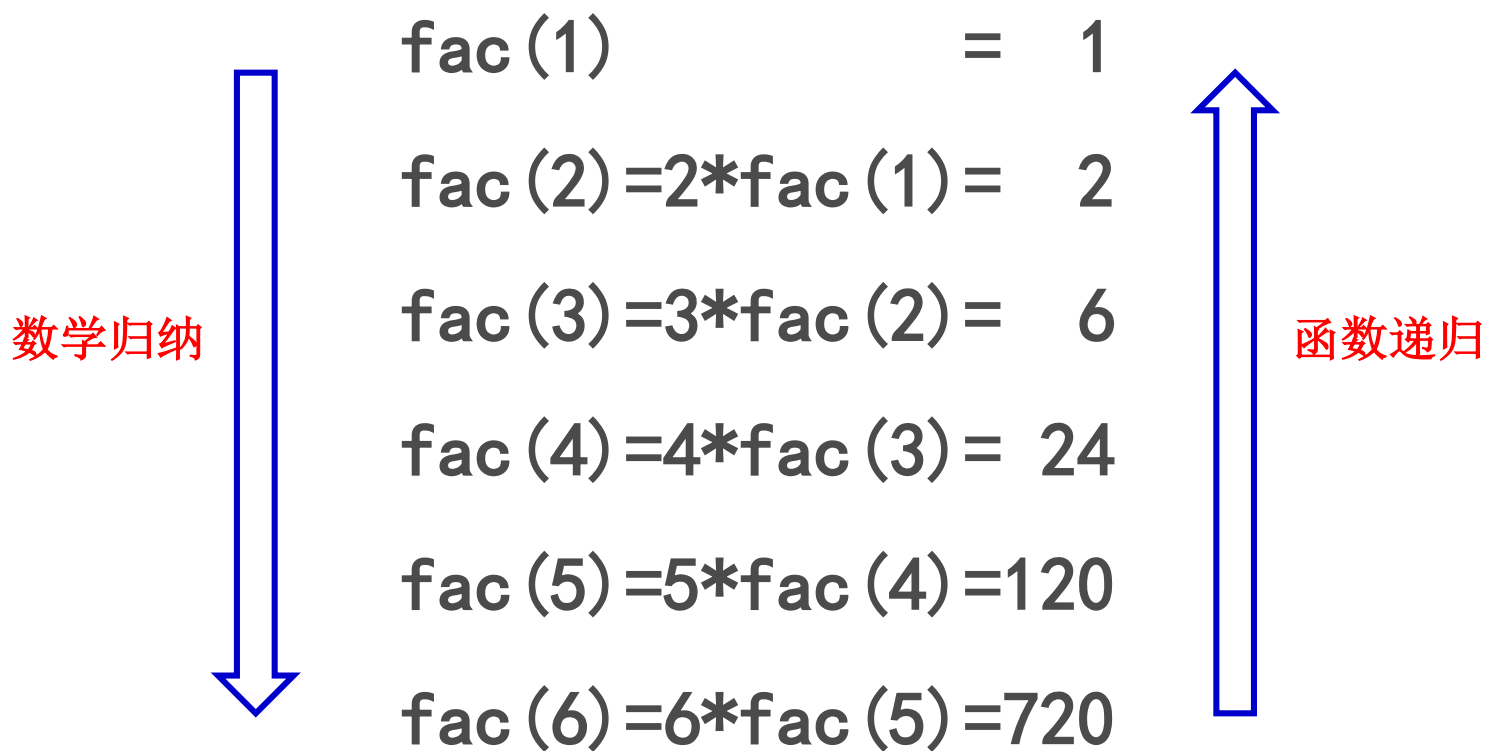 fac(1)               =  1
fac(2)=2*fac(1)=  2
fac(3)=3*fac(2)=  6
数学归纳
函数递归
fac(4)=4*fac(3)= 24
fac(5)=5*fac(4)=120
fac(6)=6*fac(5)=720